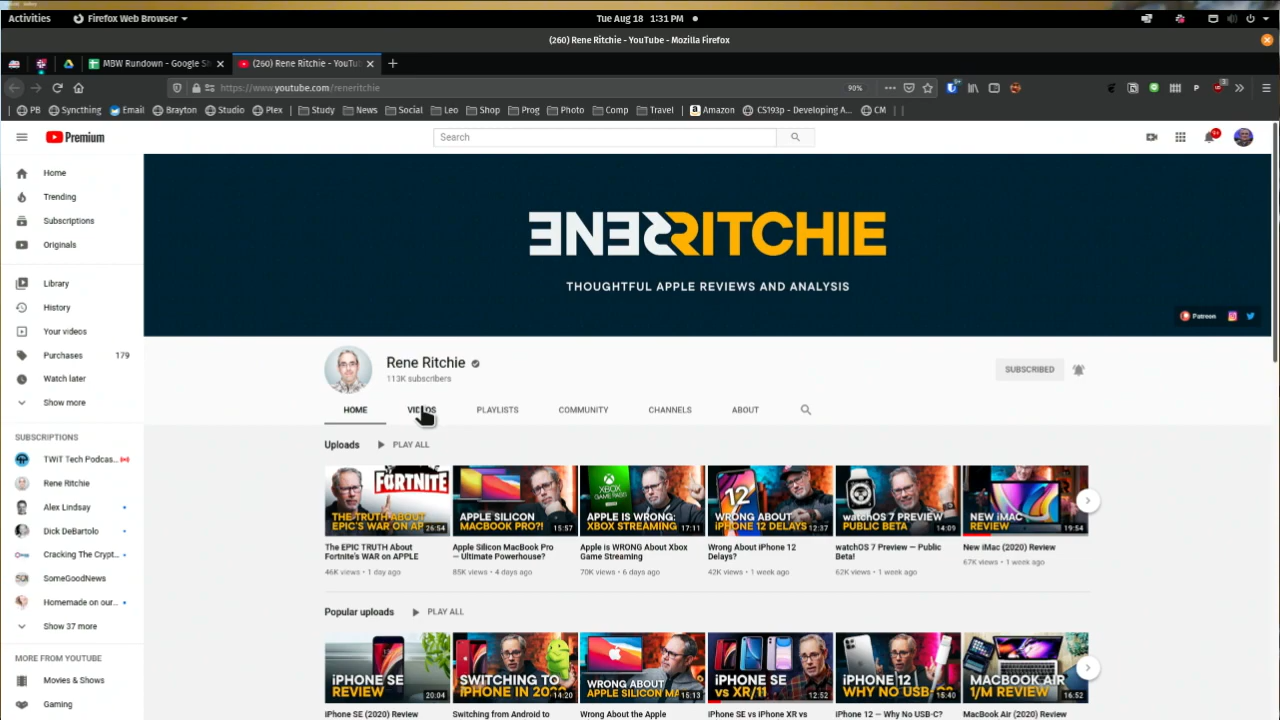 Activities
Firefox Web Browser
Tue Aug 18 1:31 PM
(260) Rene Ritchie - YouTube - Mozilla Firefox
MBW Rundown - Google Sh
(260) Rene Ritchie - YouTu
https://www.youtube.com/reneritchie
90%
PB
Syncthing
Email
Brayton
Studio
Plex
Study
News
Social
Leo
Shop
Prog
Photo
Comp
Travel
Amazon
CS193p - Developing A...
CM
Premium
Search
9+
Home
Trending
Subscriptions
Originals
Library
History
Your videos
Purchases 179
Watch later
Show more
SUBSCRIPTIONS
TWiT Tech Podcas...
Rene Ritchie
Alex Lindsay
Dick DeBartolo
Cracking The Crypt...
SomeGoodNews
Homemade on our...
Show 37 more
MORE FROM YOUTUBE
Movies & Shows
Gaming
RENERITCHIE
THOUGHTFUL APPLE REVIEWS AND ANALYSIS
Patreon
Rene Ritchie
113K subscribers
SUBSCRIBED
HOME
VIDEOS
PLAYLISTS
COMMUNITY
CHANNELS
ABOUT
Uploads
PLAY ALL
FORTNITE
THE TRUTH ABOUT
EPIC'S WAR ON AP
26:54
The EPIC TRUTH About
Fortnite's WAR on APPLE
46K views • 1 day ago
APPLE SILICON
MACBOOK PRO?!
15:57
Apple Silicon MacBook Pro
— Ultimate Powerhouse?
85K views • 4 days ago
XBOX
GAME PASS
APPLE IS WRONG:
XBOX STREAMING
17:11
Apple is WRONG About Xbox
Game Streaming
70K views • 6 days ago
12
WRONG ABOUT
iPHONE 12 DELAYS
12:37
Wrong About iPhone 12
Delays?
42K views • 1 week ago
watchOS 7 PREVIEW
PUBLIC BETA
14:09
watchOS 7 Preview — Public
Beta!
62K views • 1 week ago
NEW iMAC
REVIEW
19:54
New iMac (2020) Review
67K views • 1 week ago
Popular uploads
PLAY ALL
iPHONE SE
REVIEW
20:04
iPhone SE (2020) Review
SWITCHING TO
iPHONE IN 202
14:20
Switching from Android to
WRONG ABOUT
APPLE SILICON MA
15:13
Wrong About the Apple
iPHONE SE
vs XR/11
12:52
iPhone SE vs iPhone XR vs
iPHONE 12
WHY NO USB-
15:40
iPhone 12 — Why No USB-C?
MACBOOK AIR
1/M REVIEW
16:52
MacBook Air (2020) Review